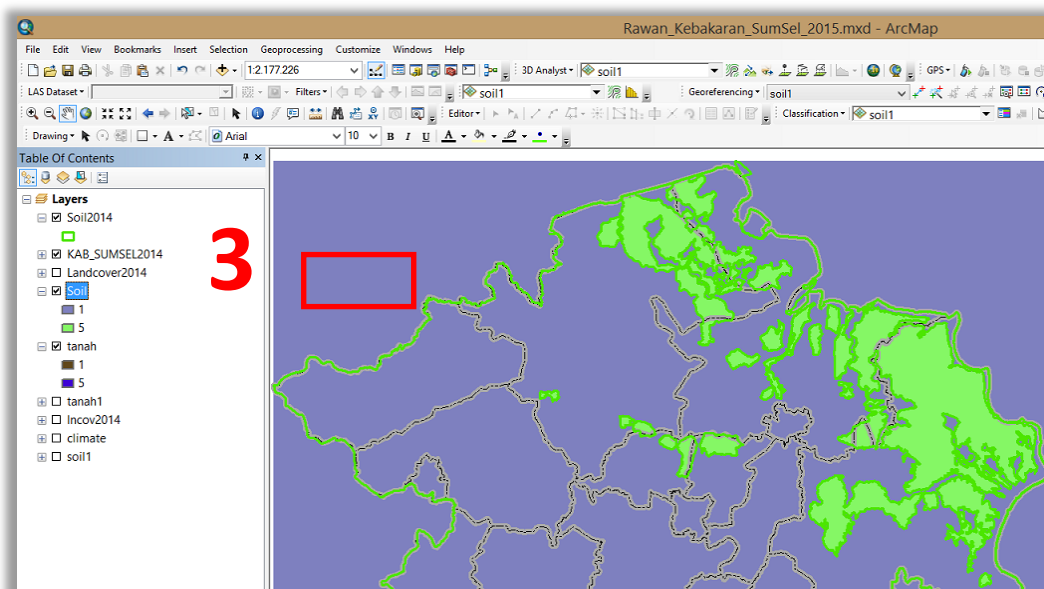 Rawan_Kebakaran_SumSel_2015.mxd - ArcMap
File Edit View Bookmarks Insert Selection Geoprocessing Customize Windows Help
1:2.177.226 3D Analyst soil1 GPS
LAS Dataset Filters soil1 Georeferencing soil1
Editor Classification soil1
Drawing A Arial 10 B I U A
Table Of Contents
Layers
Soil2014
KAB_SUMSEL2014
Landcover2014
Soil
1
5
tanah
1
5
tanah1
Incov2014
climate
soil1
3